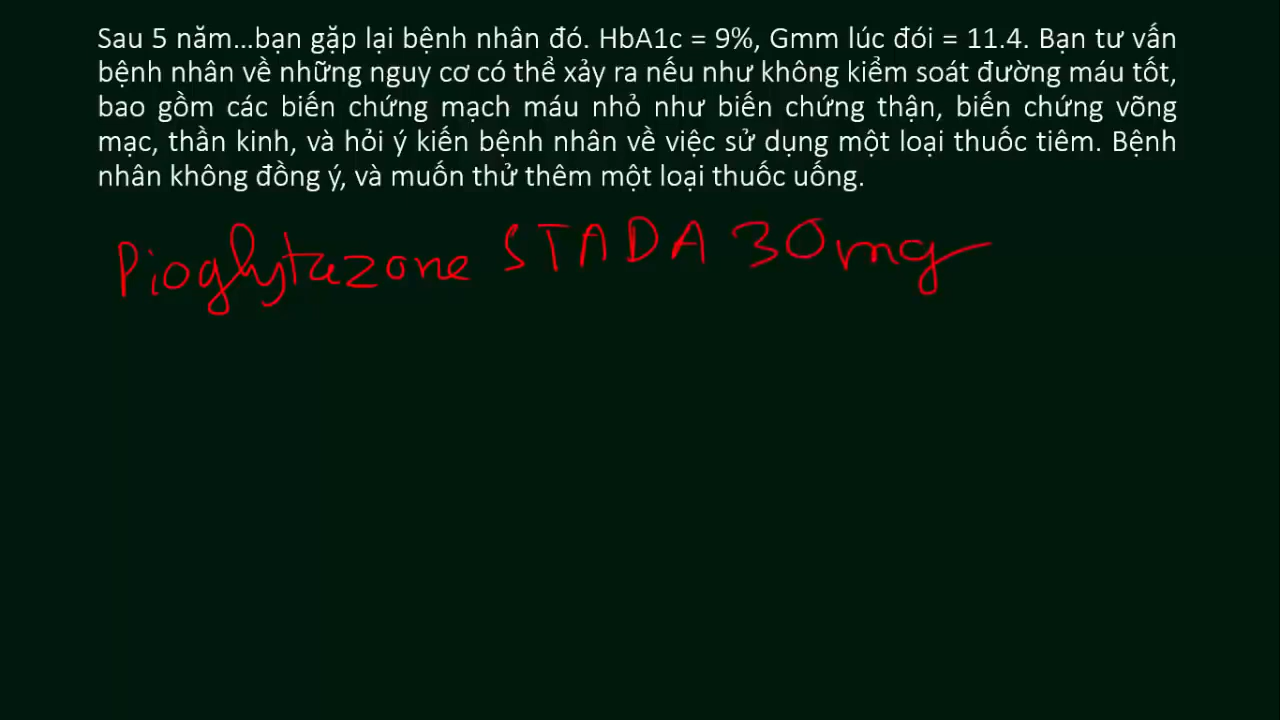 Sau 5 năm...bạn gặp lại bệnh nhân đó. HbA1c = 9%, Gmm lúc đói = 11.4. Bạn tư vấn
bệnh nhân về những nguy cơ có thể xảy ra nếu như không kiểm soát đường máu tốt,
bao gồm các biến chứng mạch máu nhỏ như biến chứng thận, biến chứng võng
mạc, thần kinh, và hỏi ý kiến bệnh nhân về việc sử dụng một loại thuốc tiêm. Bệnh
nhân không đồng ý, và muốn thử thêm một loại thuốc uống.
Pioglytazone STADA 30mg